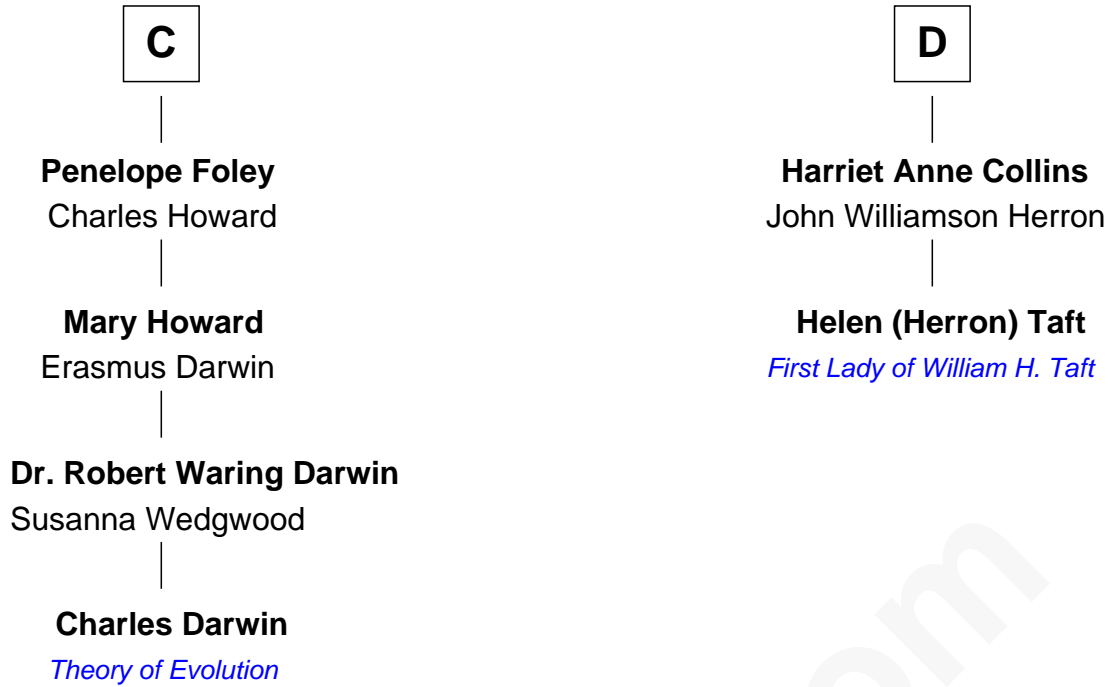 C
Penelope Foley
Charles Howard
Mary Howard
Erasmus Darwin
Dr. Robert Waring Darwin
Susanna Wedgwood
Charles Darwin
Theory of Evolution
D
Harriet Anne Collins
John Williamson Herron
Helen (Herron) Taft
First Lady of William H. Taft
om